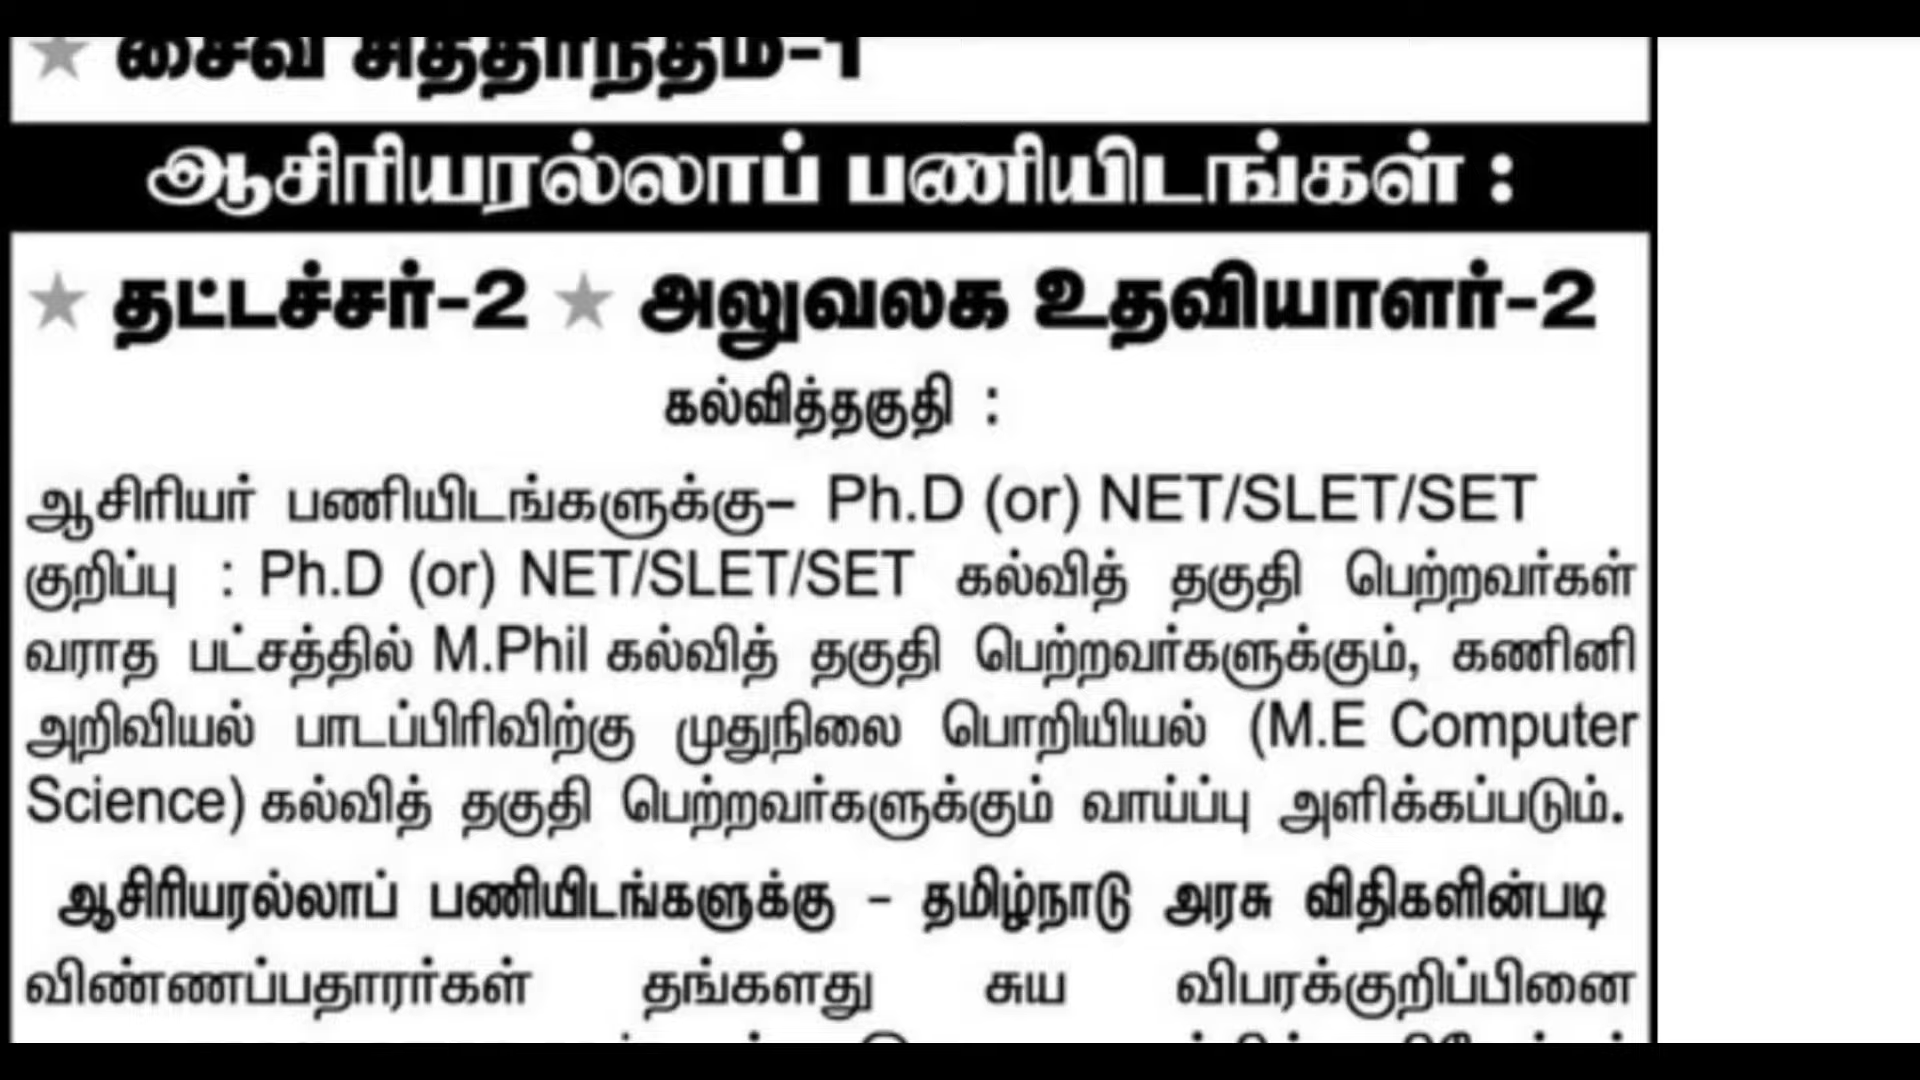 ★ சைவ சித்தாந்தம்-1
ஆசிரியரல்லாப் பணியிடங்கள் :
★ தட்டச்சர்-2 ★ அலுவலக உதவியாளர்-2
கல்வித்தகுதி :
ஆசிரியர் பணியிடங்களுக்கு– Ph.D (or) NET/SLET/SET
குறிப்பு : Ph.D (or) NET/SLET/SET கல்வித் தகுதி பெற்றவர்கள்
வராத பட்சத்தில் M.Phil கல்வித் தகுதி பெற்றவர்களுக்கும், கணினி
அறிவியல் பாடப்பிரிவிற்கு முதுநிலை பொறியியல் (M.E Computer
Science) கல்வித் தகுதி பெற்றவர்களுக்கும் வாய்ப்பு அளிக்கப்படும்.
ஆசிரியரல்லாப் பணியிடங்களுக்கு - தமிழ்நாடு அரசு விதிகளின்படி
விண்ணப்பதாரர்கள் தங்களது சுய விபரக்குறிப்பினை